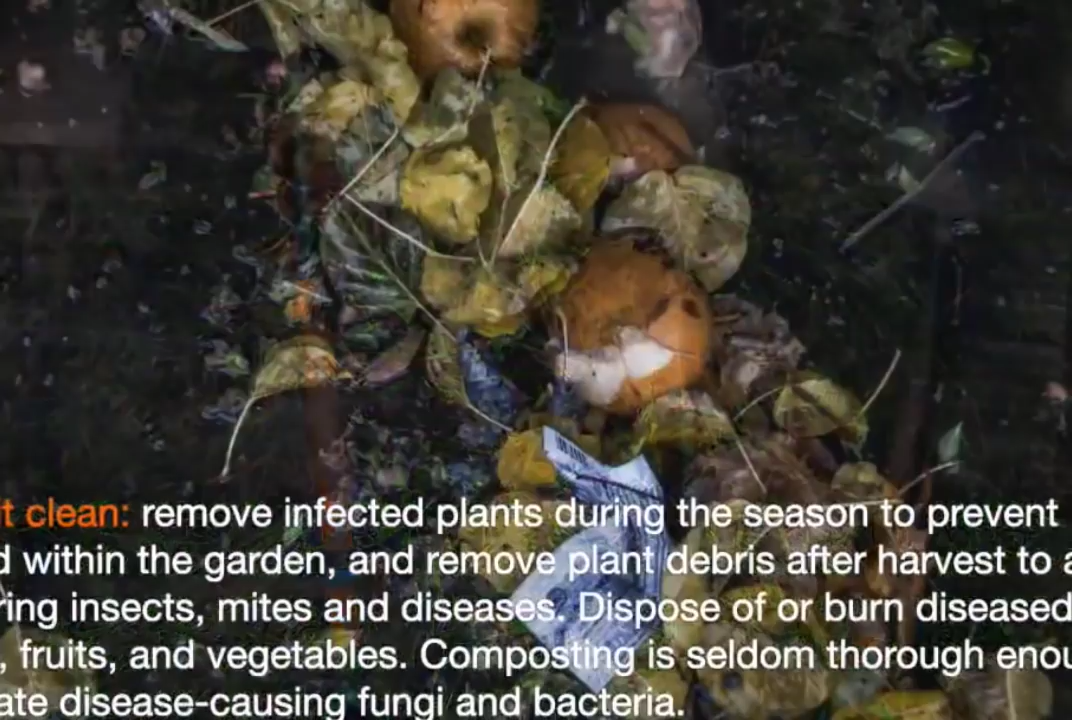 t clean: remove infected plants during the season to prevent
d within the garden, and remove plant debris after harvest to a
ring insects, mites and diseases. Dispose of or burn diseased
, fruits, and vegetables. Composting is seldom thorough enou
ate disease-causing fungi and bacteria.